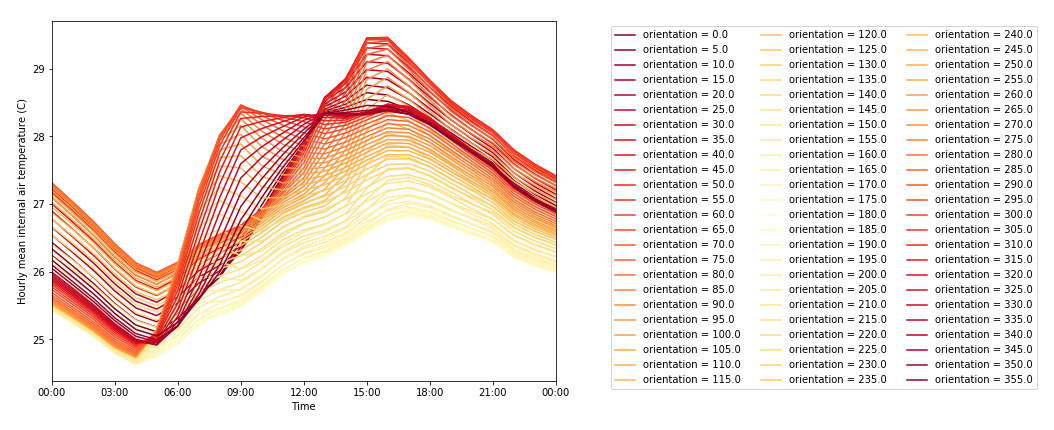 29
28
27
26
25
Hourly mean internal air temperature (C)
00:00 03:00 06:00 09:00 12:00 15:00 18:00 21:00 00:00
Time
orientation = 0.0
orientation = 5.0
orientation = 10.0
orientation = 15.0
orientation = 20.0
orientation = 25.0
orientation = 30.0
orientation = 35.0
orientation = 40.0
orientation = 45.0
orientation = 50.0
orientation = 55.0
orientation = 60.0
orientation = 65.0
orientation = 70.0
orientation = 75.0
orientation = 80.0
orientation = 85.0
orientation = 90.0
orientation = 95.0
orientation = 100.0
orientation = 105.0
orientation = 110.0
orientation = 115.0
orientation = 120.0
orientation = 125.0
orientation = 130.0
orientation = 135.0
orientation = 140.0
orientation = 145.0
orientation = 150.0
orientation = 155.0
orientation = 160.0
orientation = 165.0
orientation = 170.0
orientation = 175.0
orientation = 180.0
orientation = 185.0
orientation = 190.0
orientation = 195.0
orientation = 200.0
orientation = 205.0
orientation = 210.0
orientation = 215.0
orientation = 220.0
orientation = 225.0
orientation = 230.0
orientation = 235.0
orientation = 240.0
orientation = 245.0
orientation = 250.0
orientation = 255.0
orientation = 260.0
orientation = 265.0
orientation = 270.0
orientation = 275.0
orientation = 280.0
orientation = 285.0
orientation = 290.0
orientation = 295.0
orientation = 300.0
orientation = 305.0
orientation = 310.0
orientation = 315.0
orientation = 320.0
orientation = 325.0
orientation = 330.0
orientation = 335.0
orientation = 340.0
orientation = 345.0
orientation = 350.0
orientation = 355.0